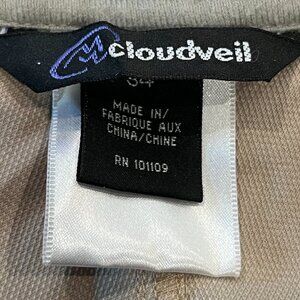 cloudveil
MADE IN/
FABRIQUE AUX
CHINA/CHINE
RN 101109